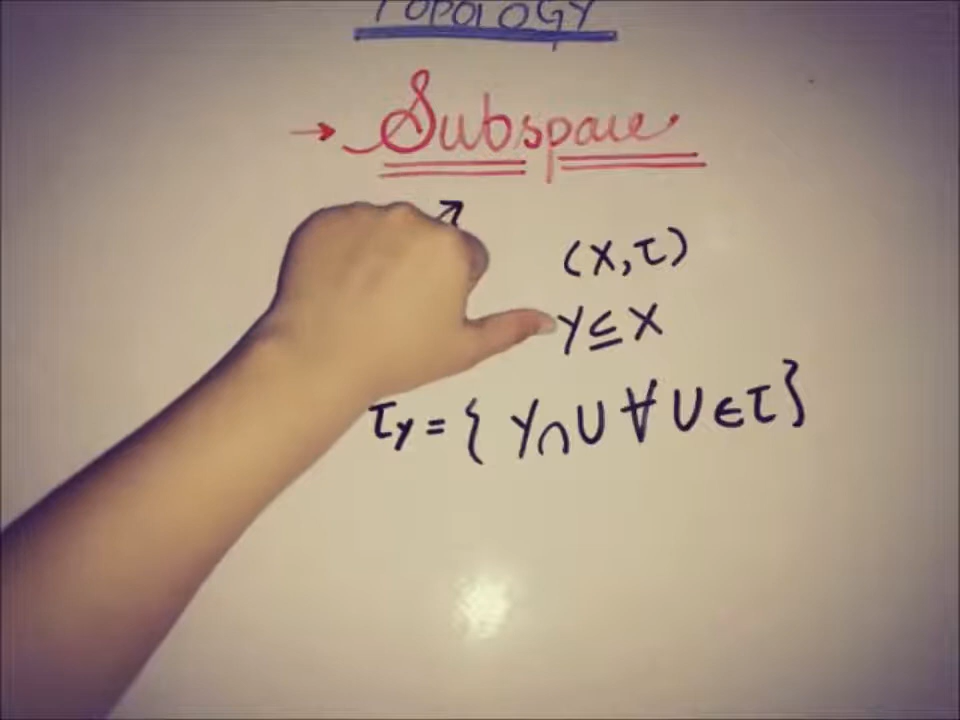 TOPOLOGY
→ Subspace
(X,τ)
Y⊆X
τy = { Y∩U ∀ U∈τ}